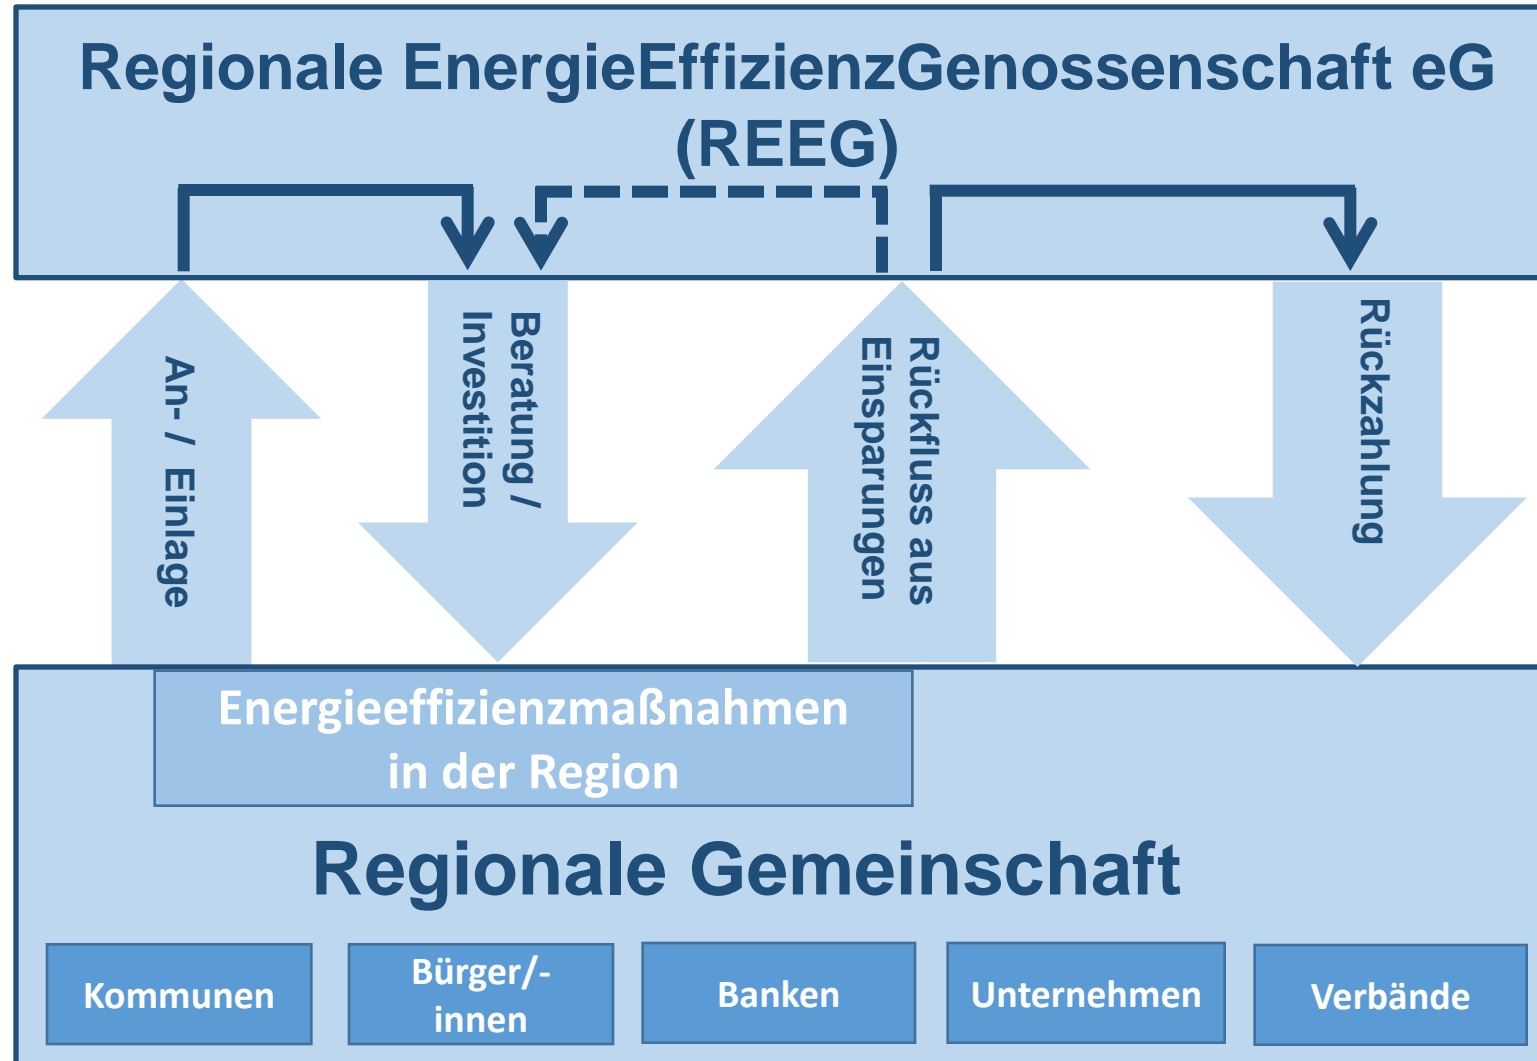 Regionale EnergieEffizienzGenossenschaft eG
(REEG)
An- / Einlage
Beratung /
Investition
Rückfluss aus
Einsparungen
Rückzahlung
Energieeffizienzmaßnahmen
in der Region
Regionale Gemeinschaft
Kommunen
Bürger/-
innen
Banken
Unternehmen
Verbände